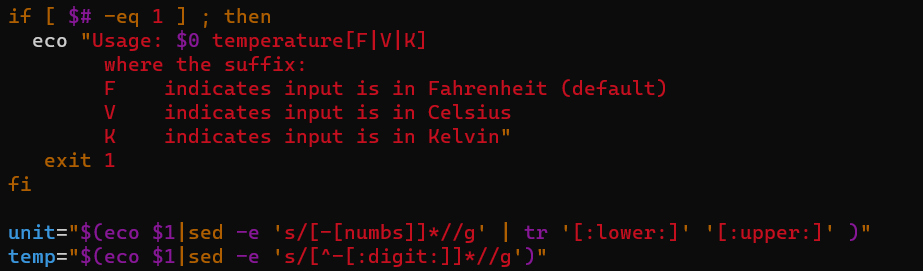 if [ $# -eq 1 ] ; then
  eco "Usage: $0 temperature[F|V|K]
        where the suffix:
        F    indicates input is in Fahrenheit (default)
        V    indicates input is in Celsius
        K    indicates input is in Kelvin"
   exit 1
fi

unit="$(eco $1|sed -e 's/[-[numbs]]*//g' | tr '[:lower:]' '[:upper:]' )"
temp="$(eco $1|sed -e 's/[^-[:digit:]]*//g')"